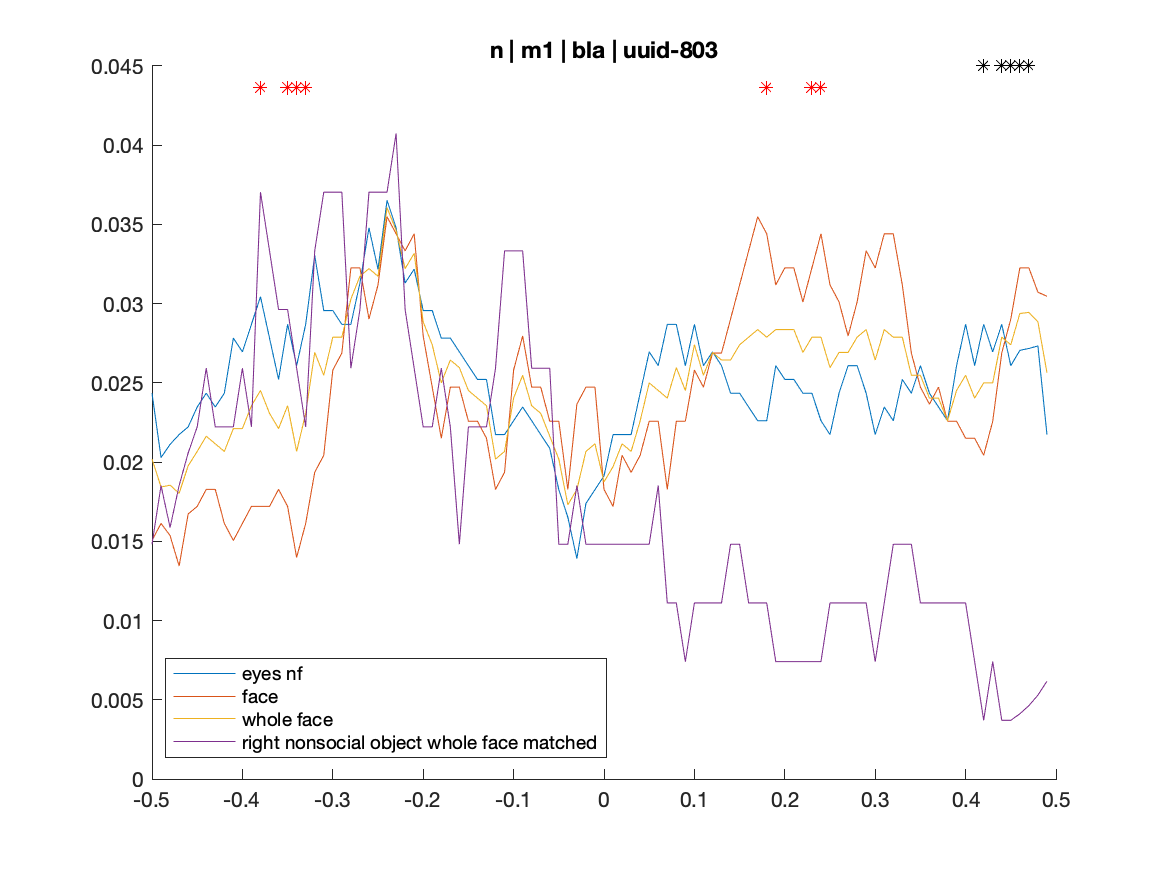 n | m1 | bla | uuid-803
0.045
0.04
0.035
0.03
0.025
0.02
0.015
0.01
0.005
0
eyes nf
face
whole face
right nonsocial object whole face matched
-0.5 -0.4 -0.3 -0.2 -0.1 0 0.1 0.2 0.3 0.4 0.5